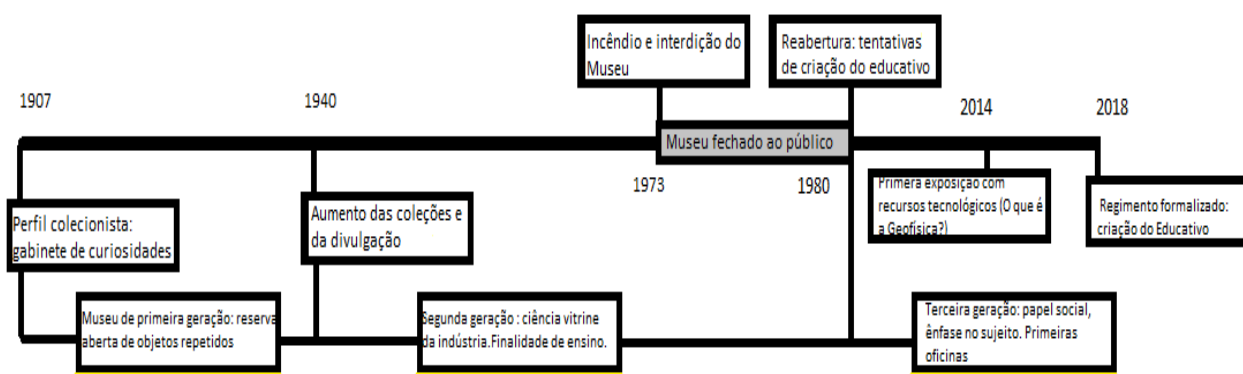 Incêndio e interdição do
Museu
Reabertura: tentativas
de criação do educativo
1907
1940
2014
2018
Museu fechado ao público
1973
1980
Perfil colecionista:
gabinete de curiosidades
Aumento das coleções e
da divulgação
Primera exposição com
recursos tecnológicos (O que é
a Geofísica?)
Regimento formalizado:
criação do Educativo
Museu de primeira geração: reserva
aberta de objetos repetidos
Segunda geração : ciência vitrine
da indústria.Finalidade de ensino.
Terceira geração: papel social,
ênfase no sujeito. Primeiras
oficinas